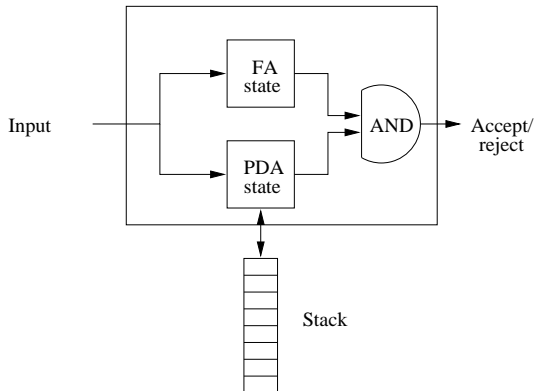 FA
state
Input
AND
Accept/
reject
PDA
state
Stack